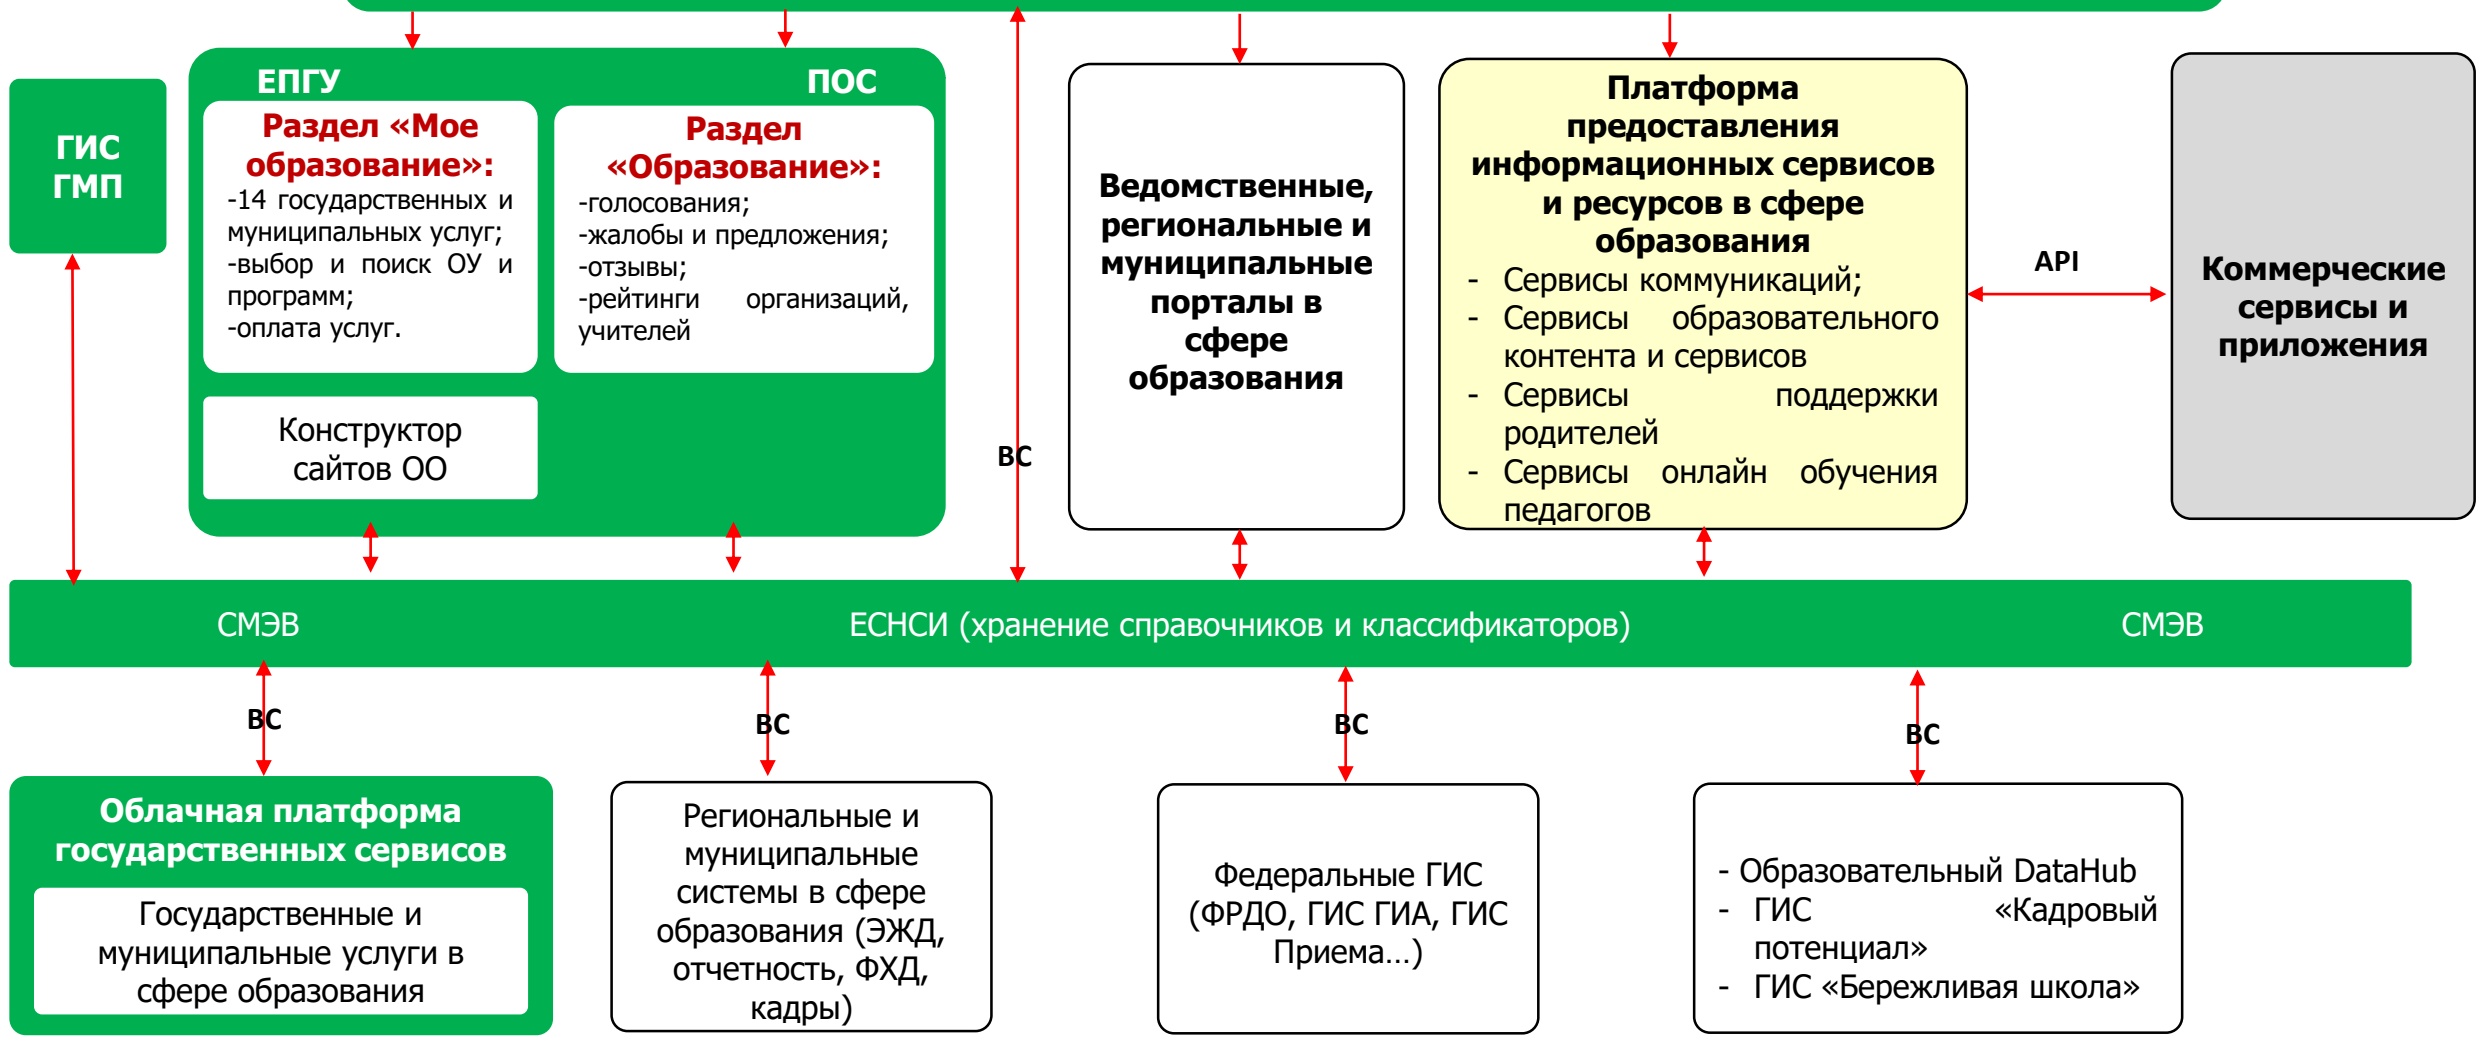 ГИС
ГМП
ЕПГУ
ПОС
Раздел «Мое
образование»:
-14 государственных и
муниципальных услуг;
-выбор и поиск ОУ и
программ;
-оплата услуг.
Раздел
«Образование»:
-голосования;
-жалобы и предложения;
-отзывы;
-рейтинги организаций,
учителей
Конструктор
сайтов ОО
ВС
Ведомственные,
региональные и
муниципальные
порталы в
сфере
образования
Платформа
предоставления
информационных сервисов
и ресурсов в сфере
образования
- Сервисы коммуникаций;
- Сервисы образовательного
контента и сервисов
- Сервисы поддержки
родителей
- Сервисы онлайн обучения
педагогов
API
Коммерческие
сервисы и
приложения
СМЭВ
ЕСНСИ (хранение справочников и классификаторов)
СМЭВ
ВС
ВС
ВС
ВС
Облачная платформа
государственных сервисов
Государственные и
муниципальные услуги в
сфере образования
Региональные и
муниципальные
системы в сфере
образования (ЭЖД,
отчетность, ФХД,
кадры)
Федеральные ГИС
(ФРДО, ГИС ГИА, ГИС
Приема…)
- Образовательный DataHub
- ГИС «Кадровый
потенциал»
- ГИС «Бережливая школа»